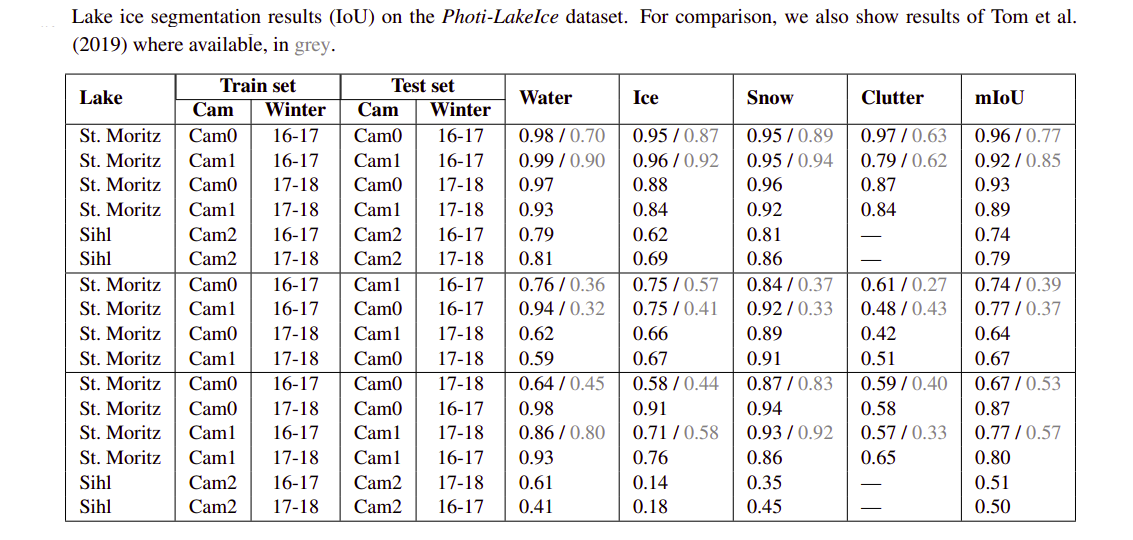 Lake ice segmentation results (IoU) on the Photi-LakeIce dataset. For comparison, we also show results of Tom et al.
(2019) where available, in grey.
Lake Train set Test set Water Ice Snow Clutter mIoU
Cam Winter Cam Winter
St. Moritz Cam0 16-17 Cam0 16-17 0.98 / 0.70 0.95 / 0.87 0.95 / 0.89 0.97 / 0.63 0.96 / 0.77
St. Moritz Cam1 16-17 Cam1 16-17 0.99 / 0.90 0.96 / 0.92 0.95 / 0.94 0.79 / 0.62 0.92 / 0.85
St. Moritz Cam0 17-18 Cam0 17-18 0.97 0.88 0.96 0.87 0.93
St. Moritz Cam1 17-18 Cam1 17-18 0.93 0.84 0.92 0.84 0.89
Sihl Cam2 16-17 Cam2 16-17 0.79 0.62 0.81 — 0.74
Sihl Cam2 17-18 Cam2 17-18 0.81 0.69 0.86 — 0.79
St. Moritz Cam0 16-17 Cam1 16-17 0.76 / 0.36 0.75 / 0.57 0.84 / 0.37 0.61 / 0.27 0.74 / 0.39
St. Moritz Cam1 16-17 Cam0 16-17 0.94 / 0.32 0.75 / 0.41 0.92 / 0.33 0.48 / 0.43 0.77 / 0.37
St. Moritz Cam0 17-18 Cam1 17-18 0.62 0.66 0.89 0.42 0.64
St. Moritz Cam1 17-18 Cam0 17-18 0.59 0.67 0.91 0.51 0.67
St. Moritz Cam0 16-17 Cam0 17-18 0.64 / 0.45 0.58 / 0.44 0.87 / 0.83 0.59 / 0.40 0.67 / 0.53
St. Moritz Cam0 17-18 Cam0 16-17 0.98 0.91 0.94 0.58 0.87
St. Moritz Cam1 16-17 Cam1 17-18 0.86 / 0.80 0.71 / 0.58 0.93 / 0.92 0.57 / 0.33 0.77 / 0.57
St. Moritz Cam1 17-18 Cam1 16-17 0.93 0.76 0.86 0.65 0.80
Sihl Cam2 16-17 Cam2 17-18 0.61 0.14 0.35 — 0.51
Sihl Cam2 17-18 Cam2 16-17 0.41 0.18 0.45 — 0.50